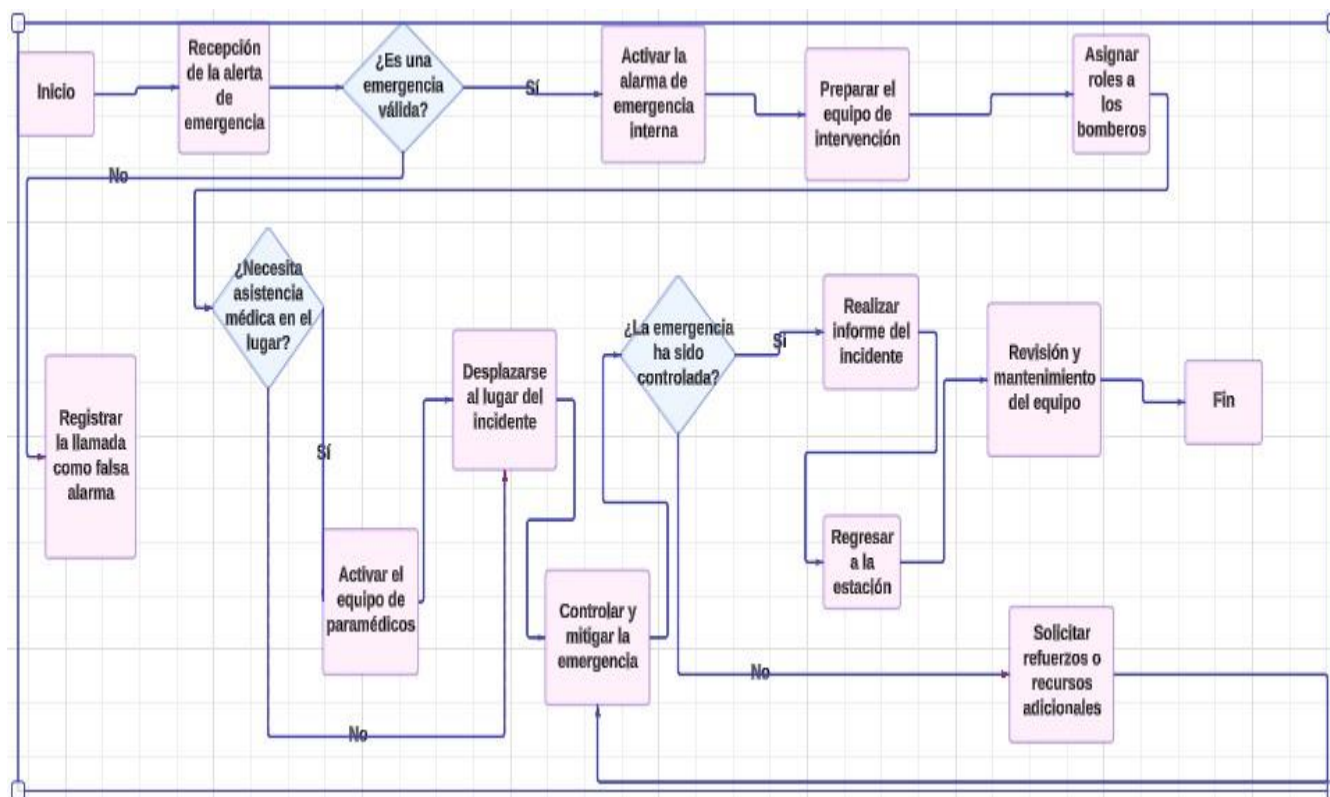 Inicio
Recepción
de la alerta
de
emergencia
¿Es una
emergencia
válida?
Sí
Activar la
alarma de
emergencia
interna
Preparar el
equipo de
intervención
Asignar
roles a
los
bomberos
No
¿Necesita
asistencia
médica en el
lugar?
Sí
No
Registrar
la llamada
como falsa
alarma
Activar el
equipo de
paramédicos
Desplazarse
al lugar del
incidente
Controlar y
mitigar la
emergencia
¿La emergencia
ha sido
controlada?
Sí
No
Realizar
informe del
incidente
Regresar
a la
estación
Revisión y
mantenimiento
del equipo
Fin
Solicitar
refuerzos o
recursos
adicionales